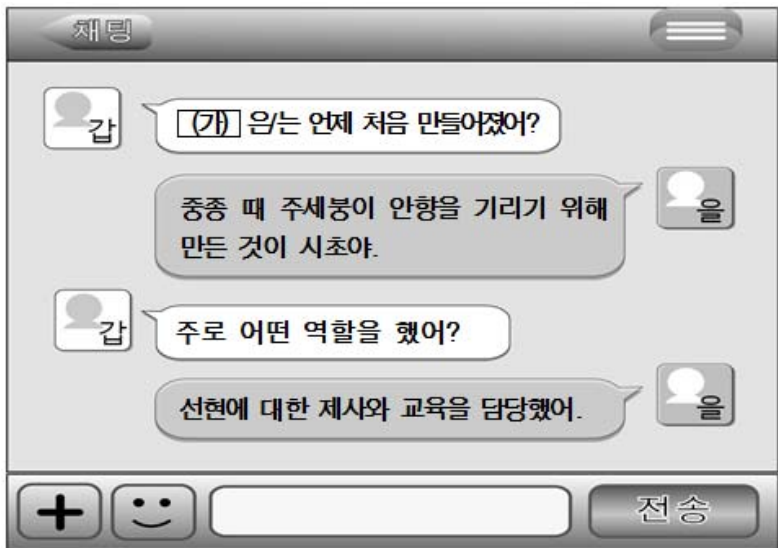 채팅
갑
(가) 은/는 언제 처음 만들어졌어?
중종 때 주세붕이 안향을 기리기 위해
만든 것이 시초야.
을
갑
주로 어떤 역할을 했어?
선현에 대한 제사와 교육을 담당했어.
을
전송